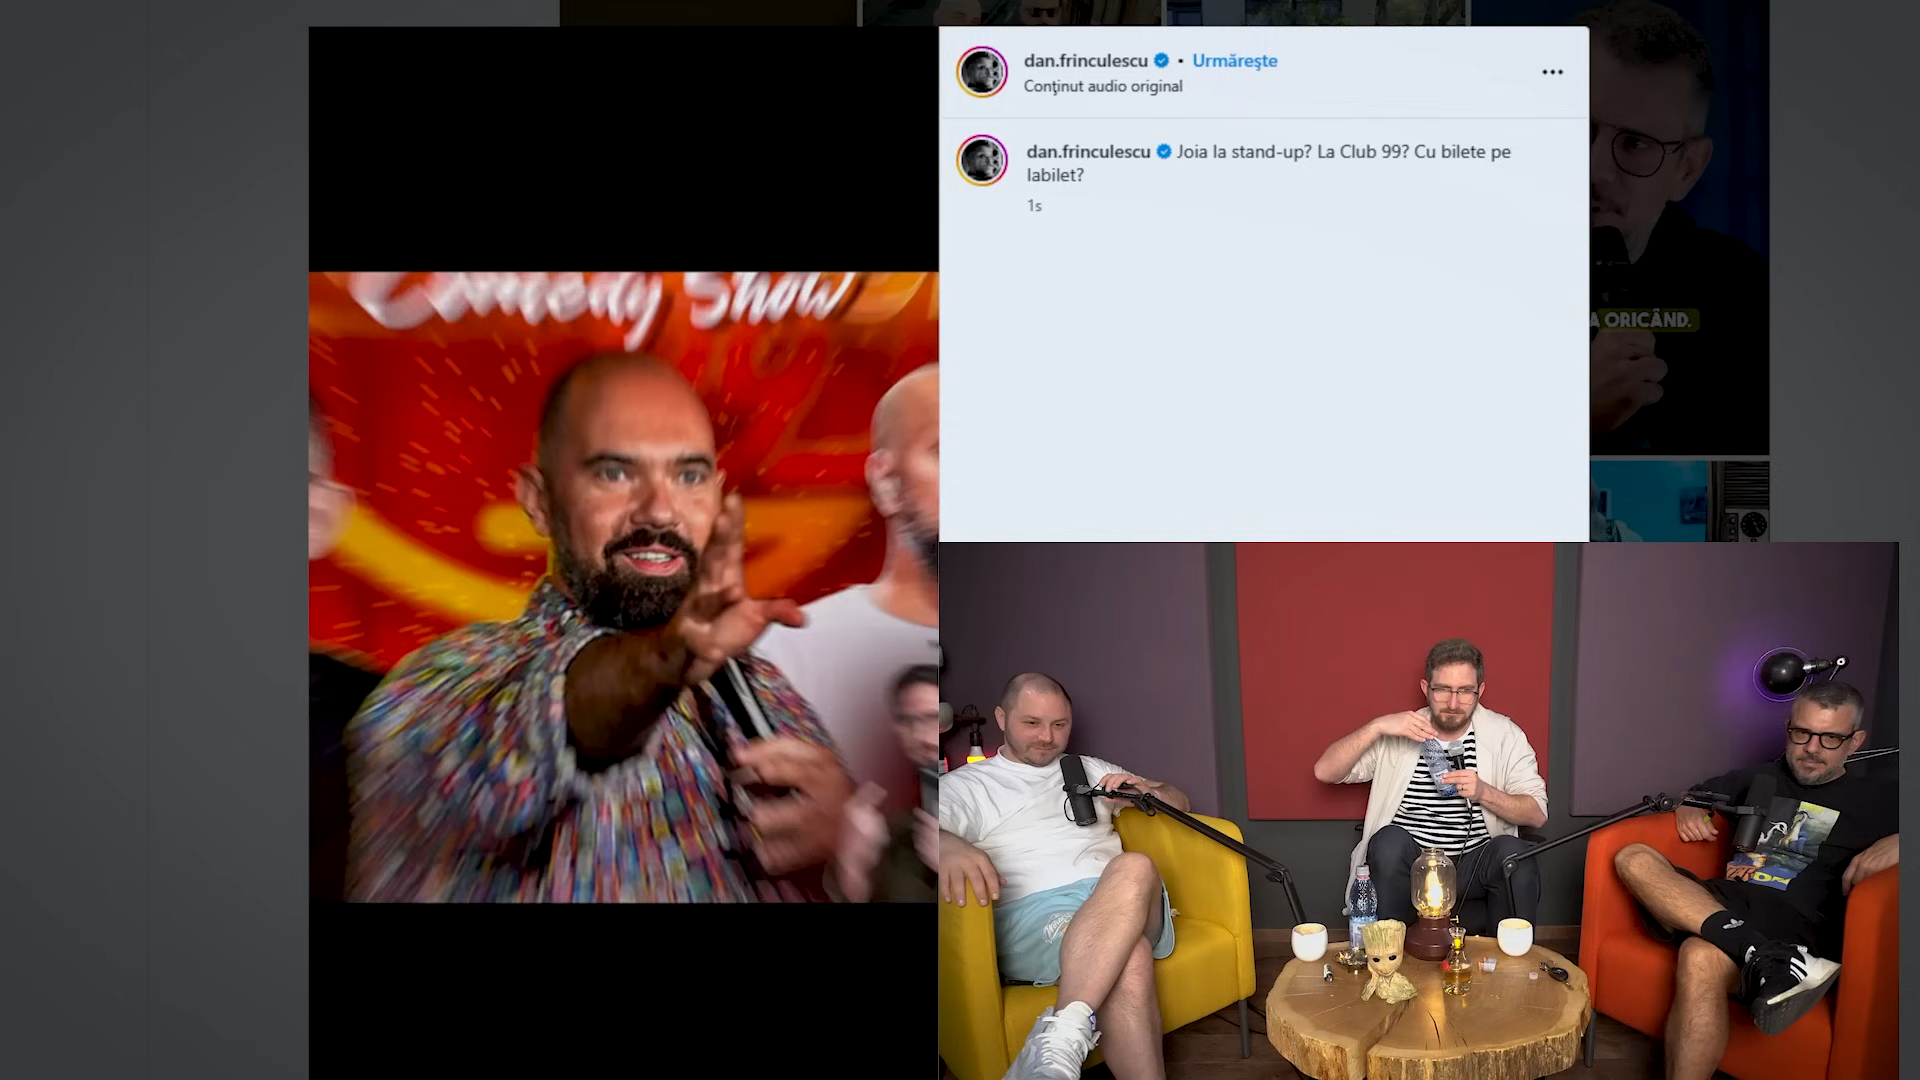 dan.frinculescu • Urmărește
Conținut audio original
dan.frinculescu Joia la stand-up? La Club 99? Cu bilete pe
Iabilet?
1s
Comedy Show
A ORICÂND.